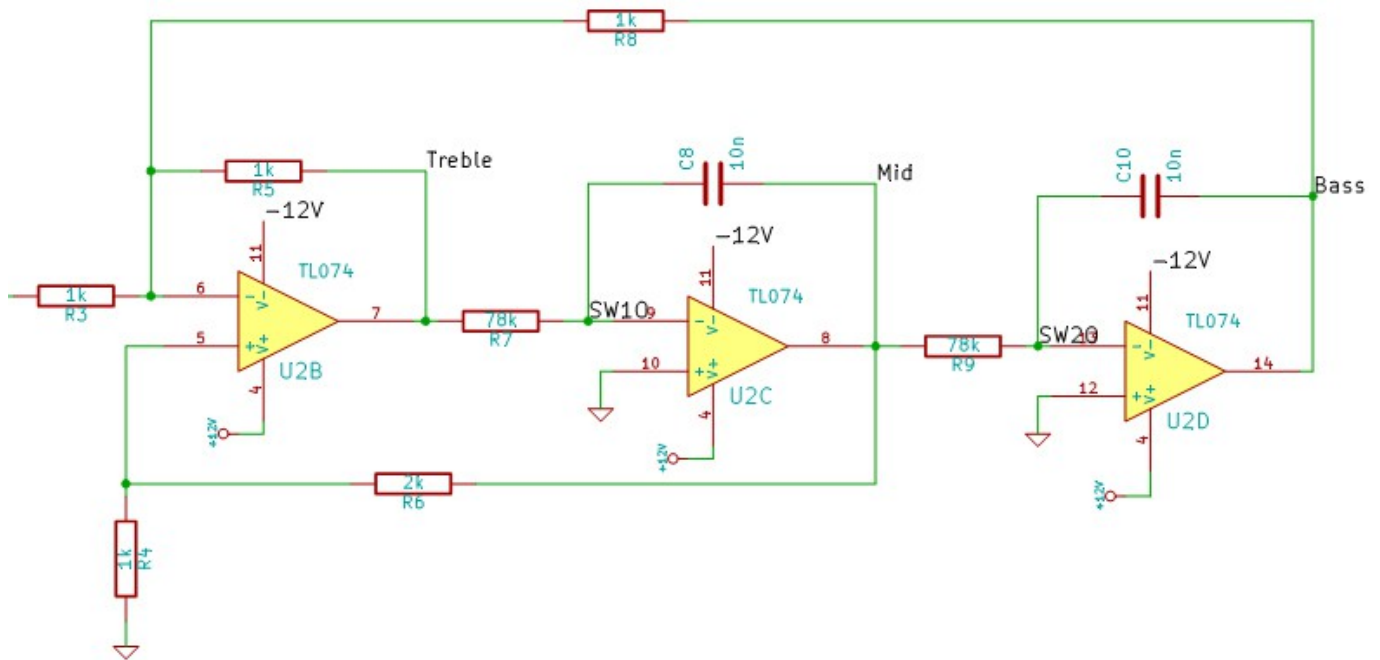 1k
R8
1k
R5
Treble
C8
10n
Mid
C10
10n
Bass
-12V
11
TL074
-12V
11
TL074
-12V
11
TL074
1k
R3
6
-
V-
7
78k
R7
SW10
9
-
V-
8
78k
R9
SW20
13
-
V-
14
5
+
V+
U2B
4
+12V
10
+
V+
U2C
4
+12V
12
+
V+
U2D
4
+12V
2k
R6
1k
R4